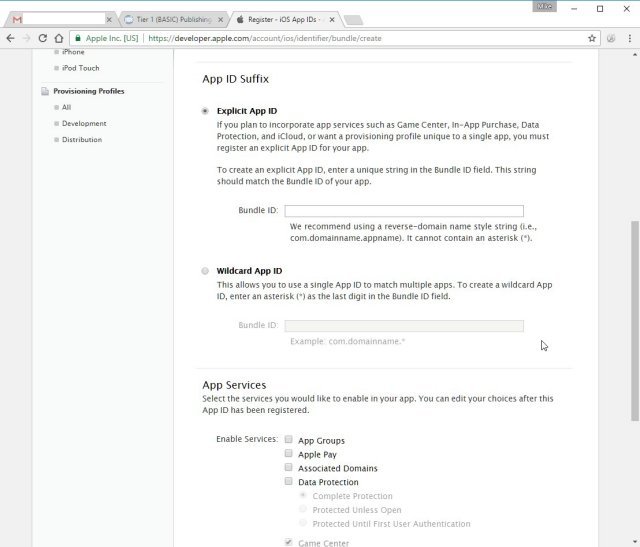 Mike
Tier 1 (BASIC) Publishing
Register - iOS App IDs -
Apple Inc. [US]
https://developer.apple.com/account/ios/identifier/bundle/create
iPhone
iPod Touch
Provisioning Profiles
All
Development
Distribution
App ID Suffix
Explicit App ID
If you plan to incorporate app services such as Game Center, In-App Purchase, Data
Protection, and iCloud, or want a provisioning profile unique to a single app, you must
register an explicit App ID for your app.
To create an explicit App ID, enter a unique string in the Bundle ID field. This string
should match the Bundle ID of your app.
Bundle ID:
We recommend using a reverse-domain name style string (i.e.,
com.domainname.appname). It cannot contain an asterisk (*).
Wildcard App ID
This allows you to use a single App ID to match multiple apps. To create a wildcard App
ID, enter an asterisk (*) as the last digit in the Bundle ID field.
Bundle ID:
Example: com.domainname.*
App Services
Select the services you would like to enable in your app. You can edit your choices after this
App ID has been registered.
Enable Services:
App Groups
Apple Pay
Associated Domains
Data Protection
Complete Protection
Protected Unless Open
Protected Until First User Authentication
Game Center